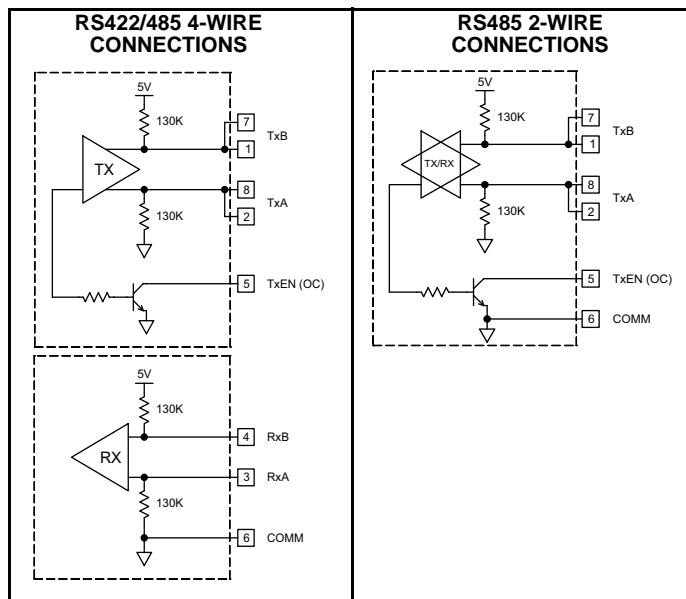 RS422/485 4-WIRE
CONNECTIONS
5V
130K
7
TxB
1
TX
8
TxA
130K
2
5
TxEN (OC)
5V
130K
4
RxB
RX
3
RxA
130K
6
COMM
RS485 2-WIRE
CONNECTIONS
5V
130K
7
TxB
1
TX/RX
8
TxA
130K
2
5
TxEN (OC)
6
COMM